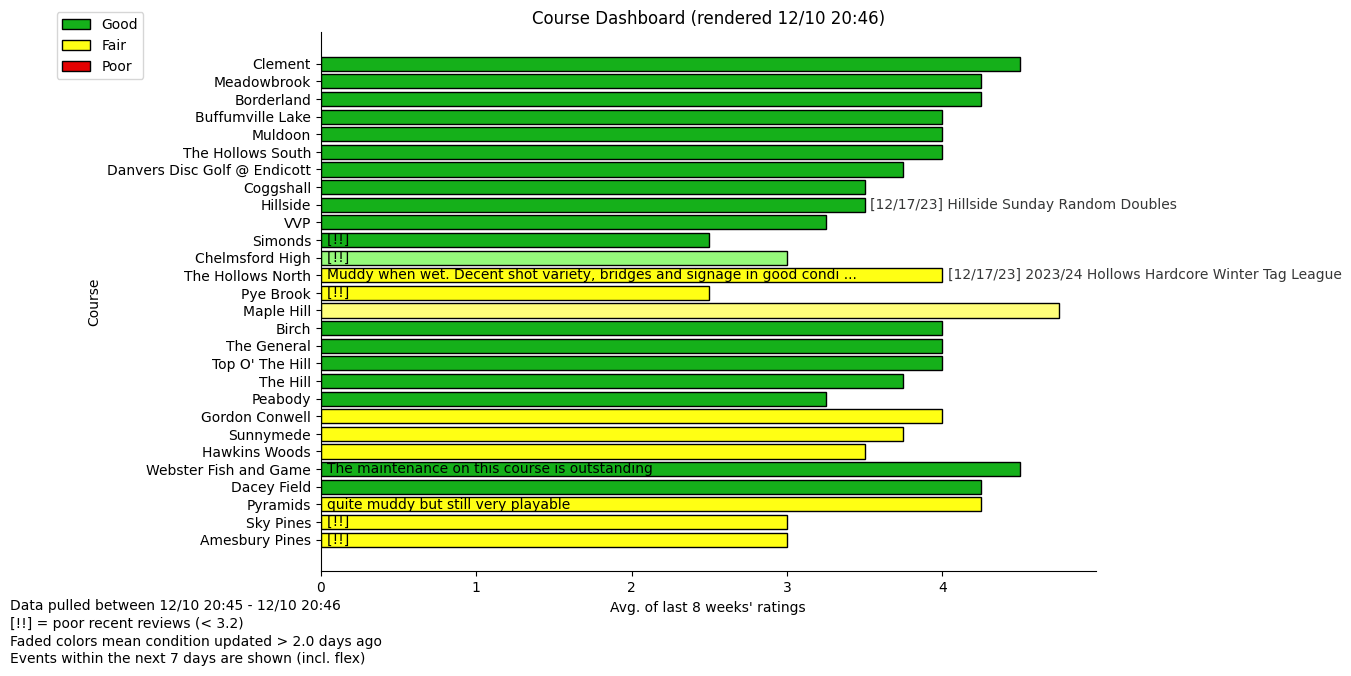 Good
Fair
Poor
Course Dashboard (rendered 12/10 20:46)
Course
Clement
Meadowbrook
Borderland
Buffumville Lake
Muldoon
The Hollows South
Danvers Disc Golf @ Endicott
Coggshall
Hillside [12/17/23] Hillside Sunday Random Doubles
VVP
Simonds [!!]
Chelmsford High [!!]
The Hollows North Muddy when wet. Decent shot variety, bridges and signage in good condi ... [12/17/23] 2023/24 Hollows Hardcore Winter Tag League
Pye Brook [!!]
Maple Hill
Birch
The General
Top O' The Hill
The Hill
Peabody
Gordon Conwell
Sunnymede
Hawkins Woods
Webster Fish and Game The maintenance on this course is outstanding
Dacey Field
Pyramids quite muddy but still very playable
Sky Pines [!!]
Amesbury Pines [!!]
0 1 2 3 4
Avg. of last 8 weeks' ratings
Data pulled between 12/10 20:45 - 12/10 20:46
[!!] = poor recent reviews (< 3.2)
Faded colors mean condition updated > 2.0 days ago
Events within the next 7 days are shown (incl. flex)